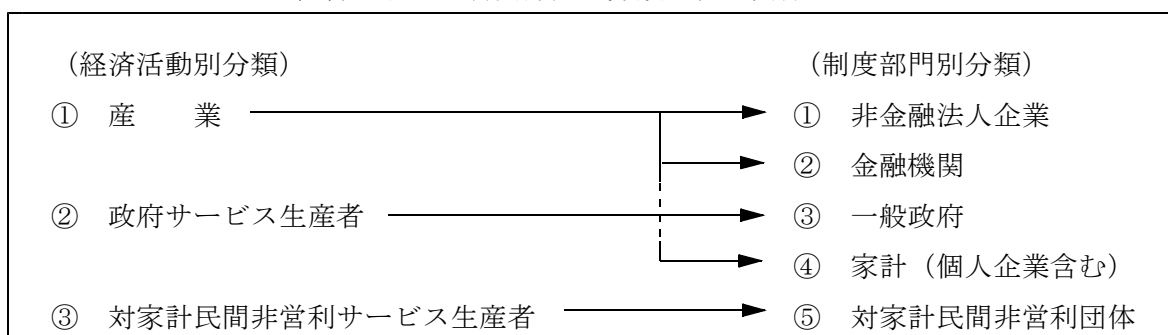 （経済活動別分類） （制度部門別分類）
① 産　　業 ① 非金融法人企業
② 金融機関
② 政府サービス生産者 ③ 一般政府
④ 家計（個人企業含む）
③ 対家計民間非営利サービス生産者 ⑤ 対家計民間非営利団体